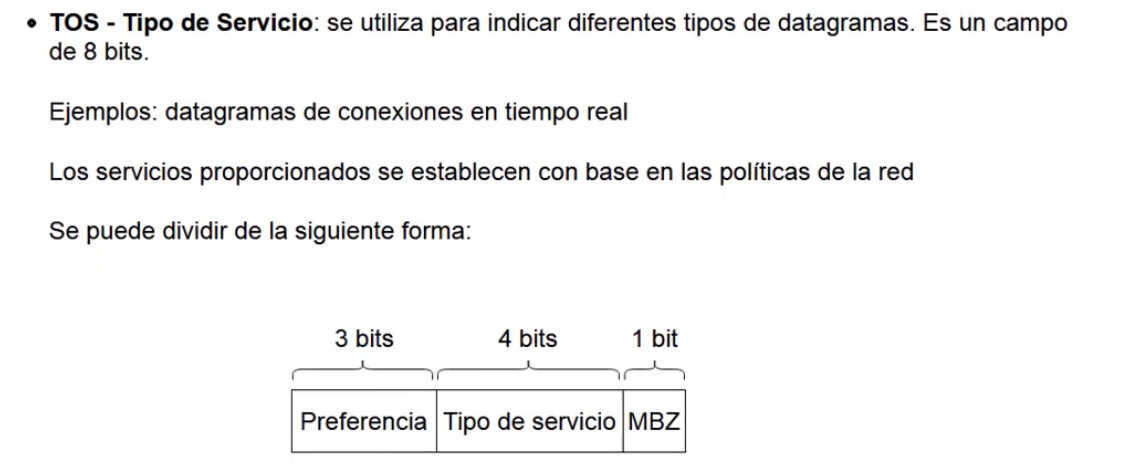 • TOS - Tipo de Servicio: se utiliza para indicar diferentes tipos de datagramas. Es un campo
de 8 bits.
Ejemplos: datagramas de conexiones en tiempo real
Los servicios proporcionados se establecen con base en las políticas de la red
Se puede dividir de la siguiente forma:
3 bits 4 bits 1 bit
Preferencia Tipo de servicio MBZ